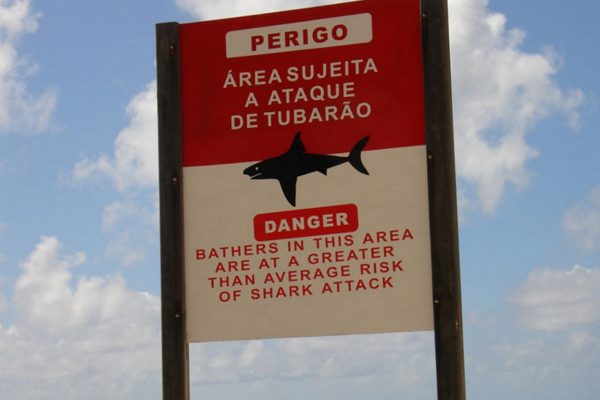 PERIGO
ÁREA SUJEITA
A ATAQUE
DE TUBARÃO
DANGER
BATHERS IN THIS AREA
ARE AT A GREATER
THAN AVERAGE RISK
OF SHARK ATTACK